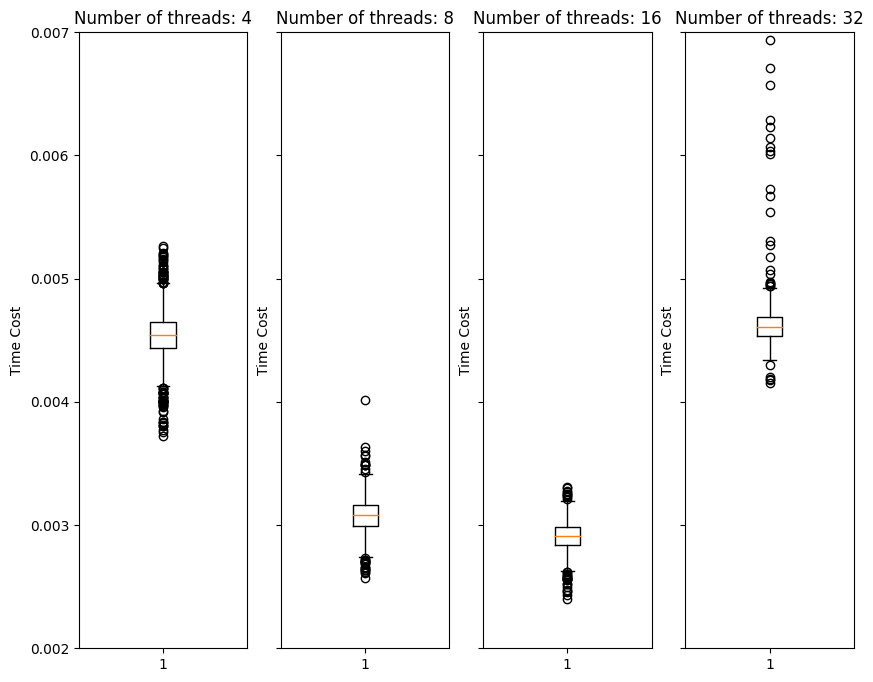 Number of threads: 4
Number of threads: 8
Number of threads: 16
Number of threads: 32
0.007
0.006
0.005
0.004
0.003
0.002
Time Cost
Time Cost
Time Cost
Time Cost
1
1
1
1